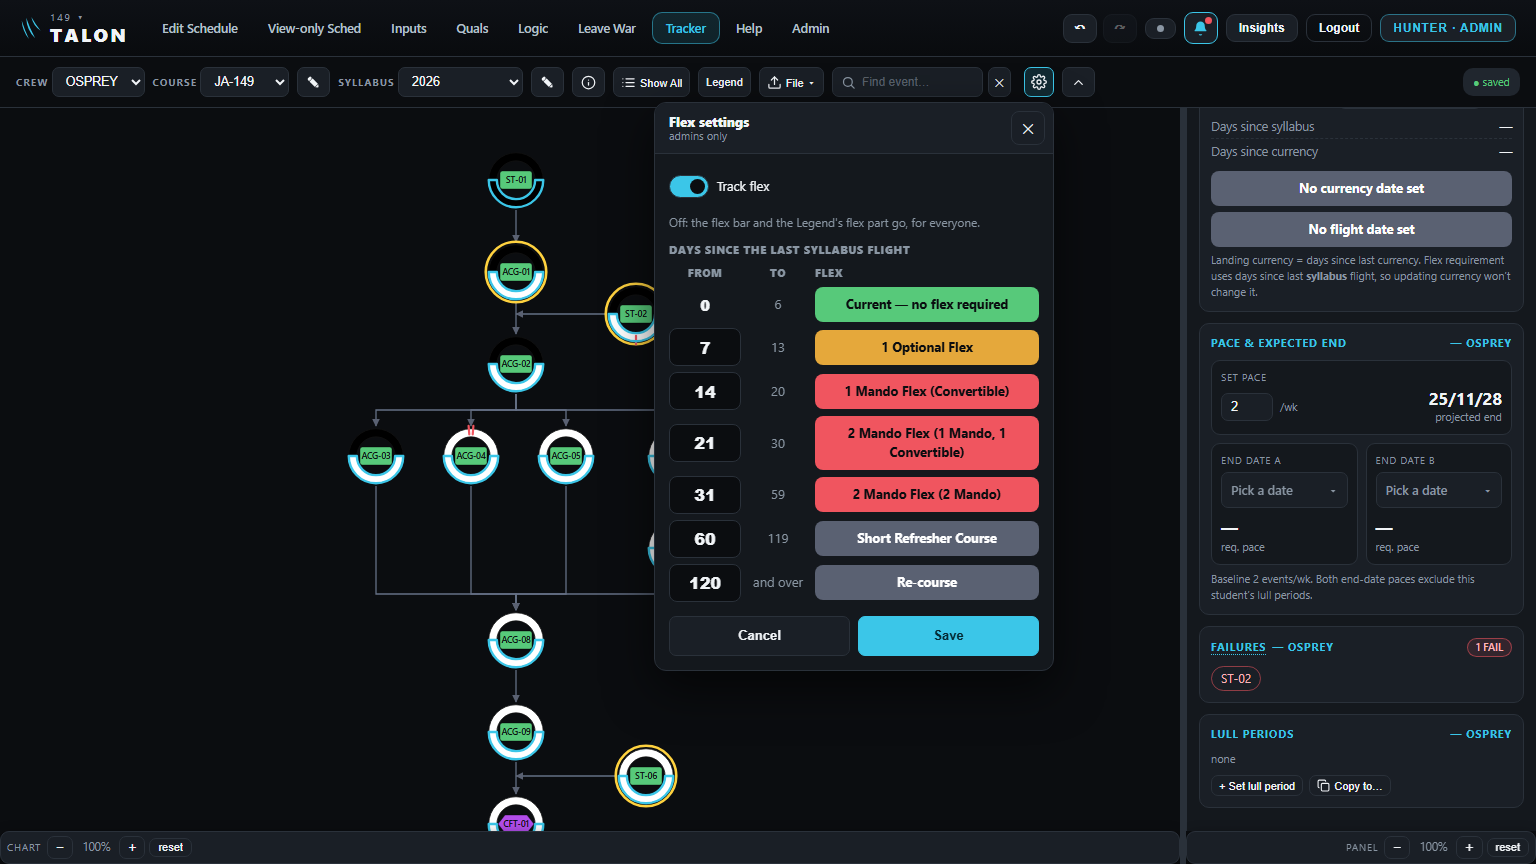 149
TALON
Edit Schedule
View-only Sched
Inputs
Quals
Logic
Leave War
Tracker
Help
Admin
Insights
Logout
HUNTER · ADMIN
CREW
OSPREY
COURSE
JA-149
SYLLABUS
2026
Show All
Legend
File
Find event...
saved
ST-01
ACG-01
ST-02
ACG-02
ACG-03
ACG-04
ACG-05
ACG-08
ACG-09
ST-06
CFT-01
Flex settings
admins only
Track flex
Off: the flex bar and the Legend's flex part go, for everyone.
DAYS SINCE THE LAST SYLLABUS FLIGHT
FROM TO FLEX
0 6 Current — no flex required
7 13 1 Optional Flex
14 20 1 Mando Flex (Convertible)
21 30 2 Mando Flex (1 Mando, 1
Convertible)
31 59 2 Mando Flex (2 Mando)
60 119 Short Refresher Course
120 and over Re-course
Cancel
Save
Days since syllabus —
Days since currency —
No currency date set
No flight date set
Landing currency = days since last currency. Flex requirement
uses days since last syllabus flight, so updating currency won't
change it.
PACE & EXPECTED END — OSPREY
SET PACE
2 /wk
25/11/28
projected end
END DATE A
Pick a date
—
req. pace
END DATE B
Pick a date
—
req. pace
Baseline 2 events/wk. Both end-date paces exclude this
student's lull periods.
FAILURES — OSPREY
1 FAIL
ST-02
LULL PERIODS — OSPREY
none
+ Set lull period
Copy to...
CHART − 100% + reset
PANEL − 100% + reset